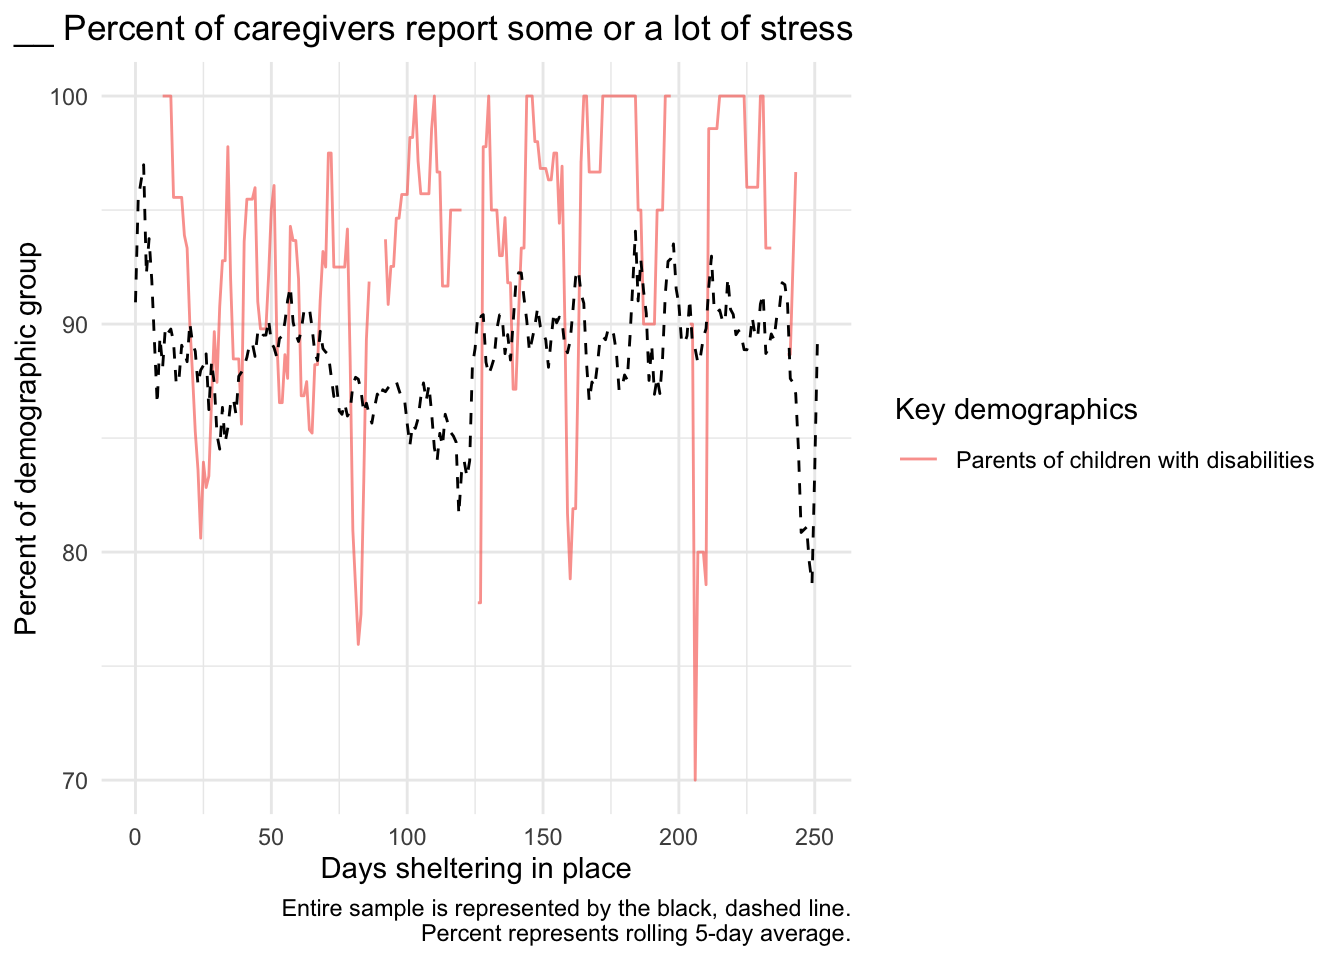 __ Percent of caregivers report some or a lot of stress
Percent of demographic group
100
90
80
70
0 50 100 150 200 250
Days sheltering in place
Key demographics
Parents of children with disabilities
Entire sample is represented by the black, dashed line.
Percent represents rolling 5-day average.